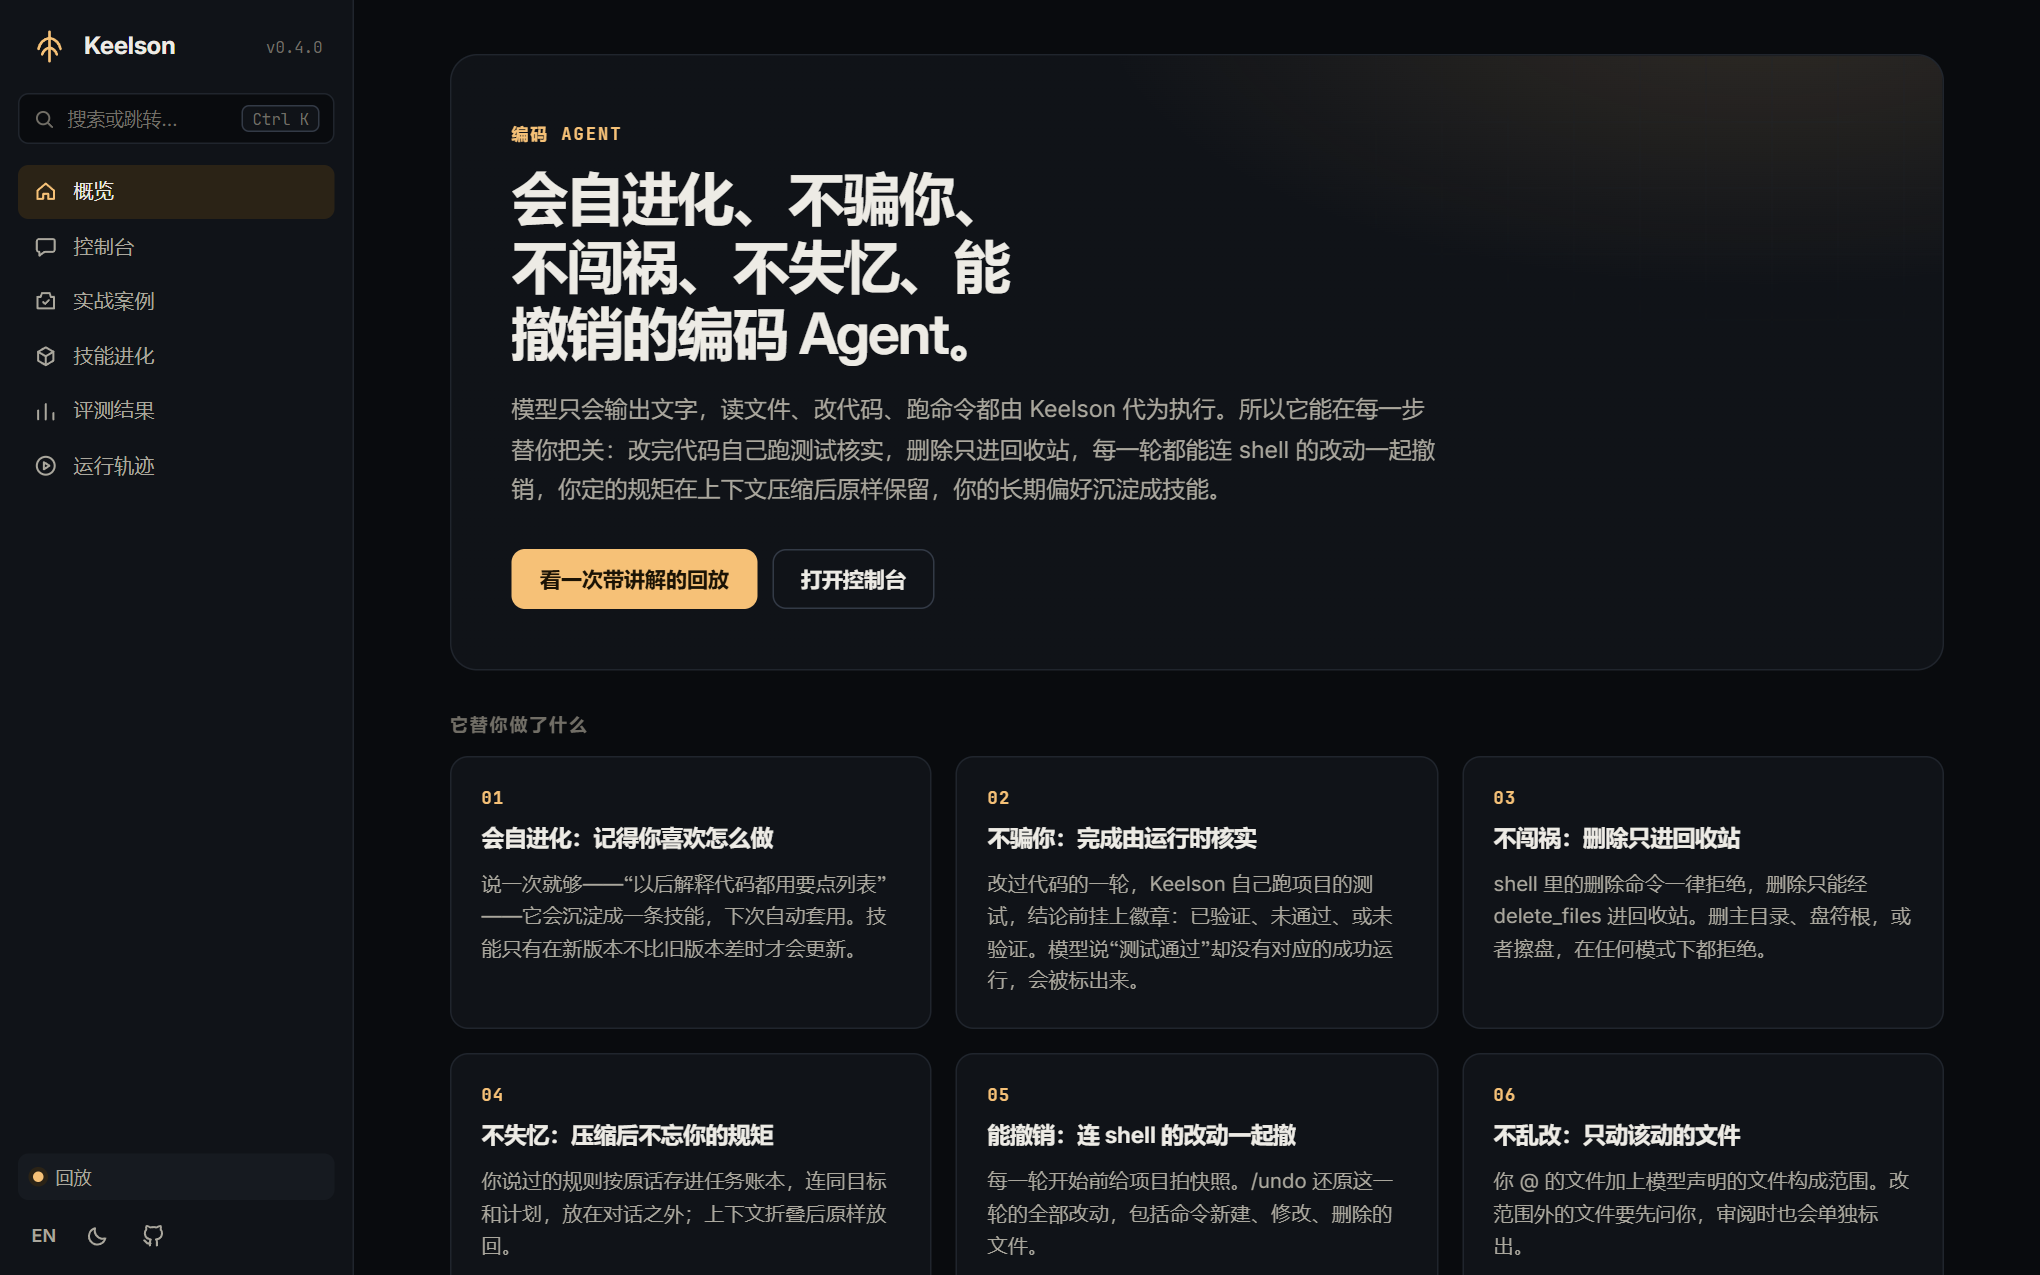 Keelson
v0.4.0
搜索或跳转...
Ctrl K
概览
控制台
实战案例
技能进化
评测结果
运行轨迹
回放
EN
编码 AGENT
会自进化、不骗你、
不闯祸、不失忆、能
撤销的编码 Agent。
模型只会输出文字，读文件、改代码、跑命令都由 Keelson 代为执行。所以它能在每一步
替你把关：改完代码自己跑测试核实，删除只进回收站，每一轮都能连 shell 的改动一起撤
销，你定的规矩在上下文压缩后原样保留，你的长期偏好沉淀成技能。
看一次带讲解的回放
打开控制台
它替你做了什么
01
会自进化：记得你喜欢怎么做
说一次就够——“以后解释代码都用要点列表”
——它会沉淀成一条技能，下次自动套用。技
能只有在新版本不比旧版本差时才会更新。
02
不骗你：完成由运行时核实
改过代码的一轮，Keelson 自己跑项目的测
试，结论前挂上徽章：已验证、未通过、或未
验证。模型说“测试通过”却没有对应的成功运
行，会被标出来。
03
不闯祸：删除只进回收站
shell 里的删除命令一律拒绝，删除只能经
delete_files 进回收站。删主目录、盘符根，或
者擦盘，在任何模式下都拒绝。
04
不失忆：压缩后不忘你的规矩
你说过的规则按原话存进任务账本，连同目标
和计划，放在对话之外；上下文折叠后原样放
回。
05
能撤销：连 shell 的改动一起撤
每一轮开始前给项目拍快照。/undo 还原这一
轮的全部改动，包括命令新建、修改、删除的
文件。
06
不乱改：只动该动的文件
你 @ 的文件加上模型声明的文件构成范围。改
范围外的文件要先问你，审阅时也会单独标
出。